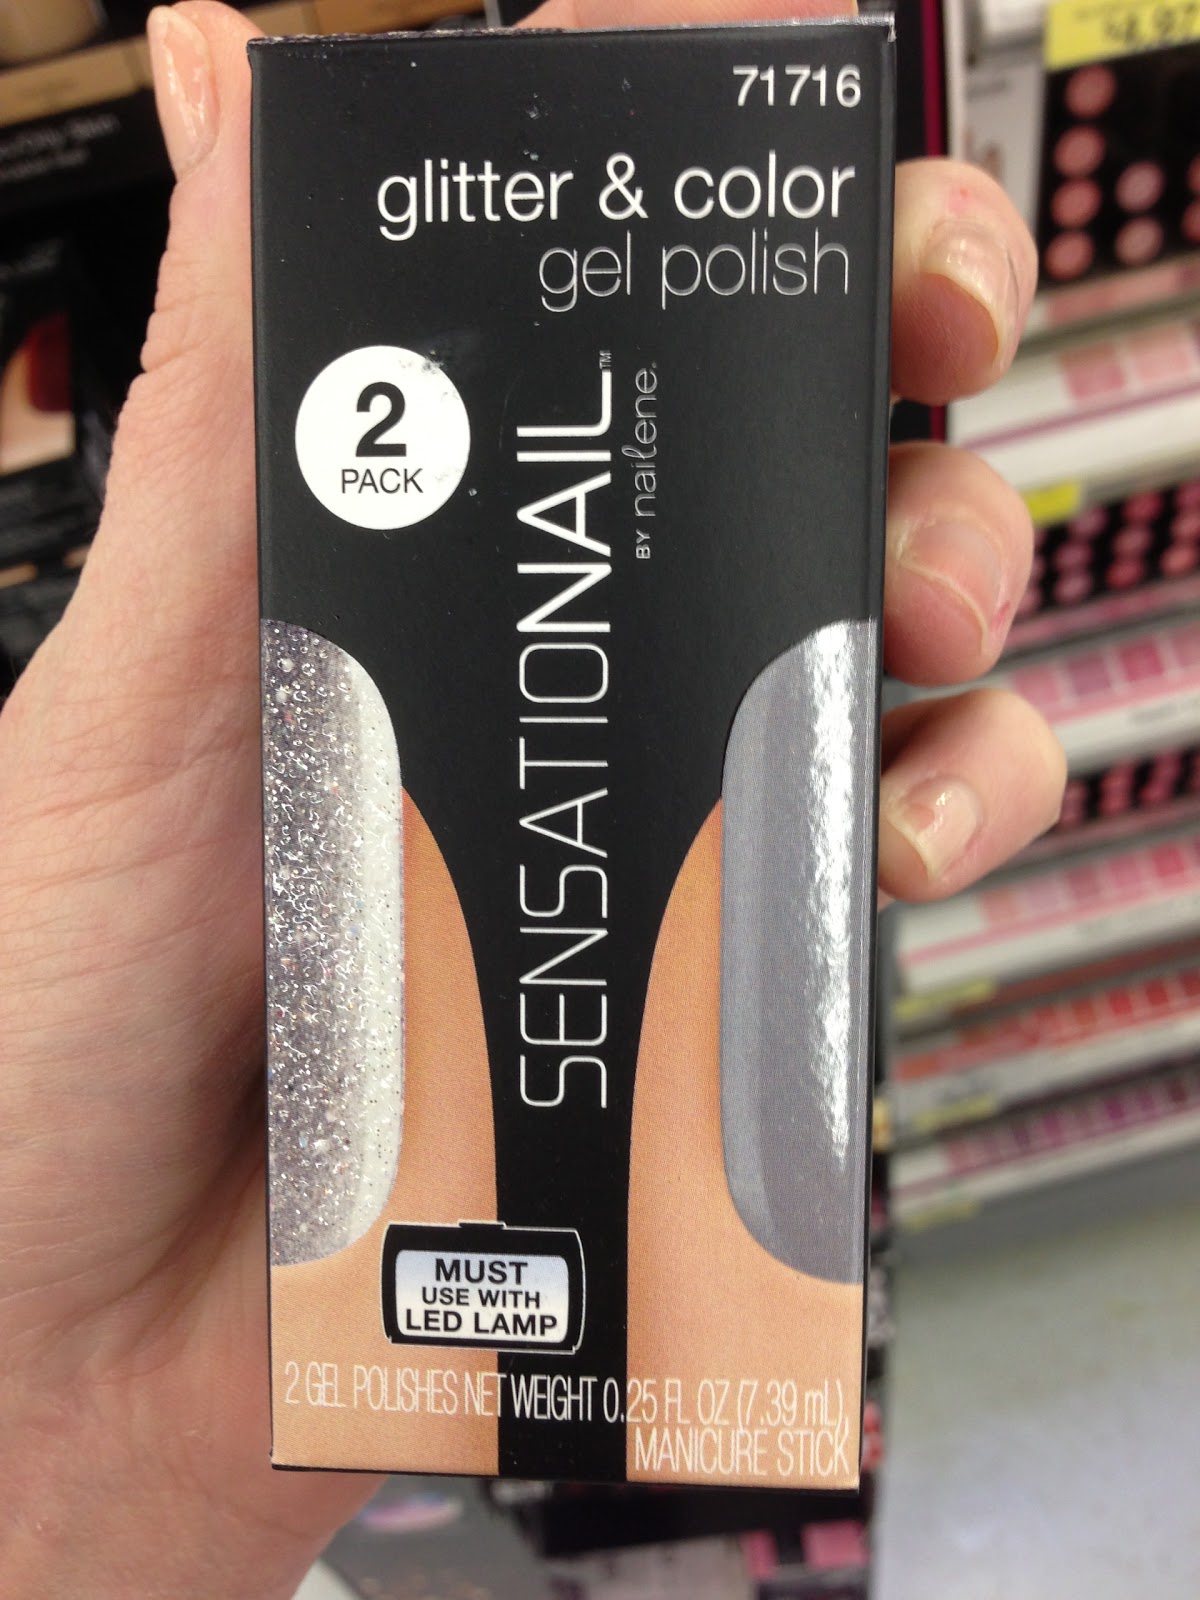 71716
glitter & color
gel polish
2
PACK
SENSATIONAIL™
BY nailene.
MUST
USE WITH
LED LAMP
2 GEL POLISHES NET WEIGHT 0.25 FL OZ (7.39 mL),
MANICURE STICK